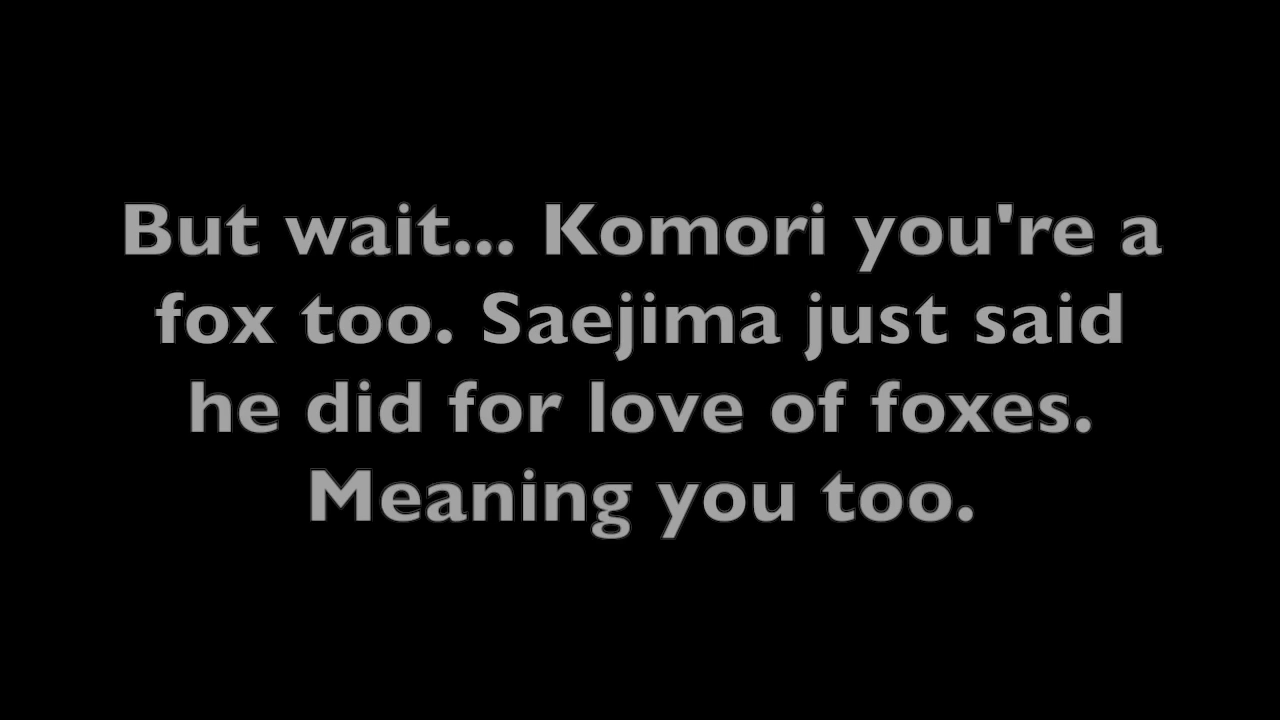 But wait... Komori you're a
fox too. Saejima just said
he did for love of foxes.
Meaning you too.